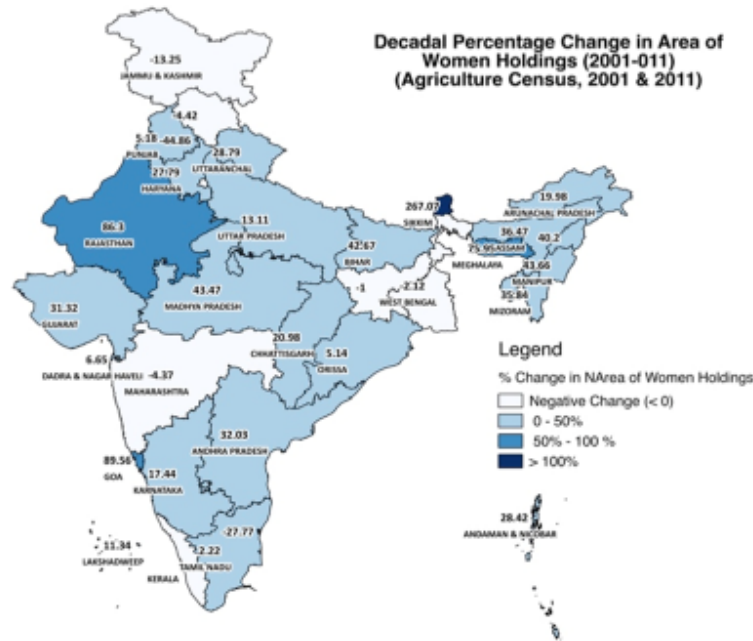 Decadal Percentage Change in Area of
Women Holdings (2001-011)
(Agriculture Census, 2001 & 2011)
-13.25
JAMMU & KASHMIR
-4.42
5.18
-44.86
PUNJAB
28.79
UTTARANCHAL
27.79
HARYANA
86.3
RAJASTHAN
13.11
UTTAR PRADESH
267.07
SIKKIM
19.98
ARUNACHAL PRADESH
36.47
40.2
75.95
ASSAM
MEGHALAYA
42.67
BIHAR
43.66
MANIPUR
35.84
MIZORAM
-1
-2.12
WEST BENGAL
43.47
MADHYA PRADESH
31.32
GUJARAT
20.98
CHHATTISGARH
5.14
ORISSA
6.65
DADRA & NAGAR HAVELI
-4.37
MAHARASHTRA
Legend
% Change in NArea of Women Holdings
Negative Change (< 0)
0 - 50%
50% - 100 %
> 100%
32.03
ANDHRA PRADESH
89.56
GOA
17.44
KARNATAKA
28.42
ANDAMAN & NICOBAR
-27.77
11.34
LAKSHADWEEP
2.22
TAMIL NADU
KERALA